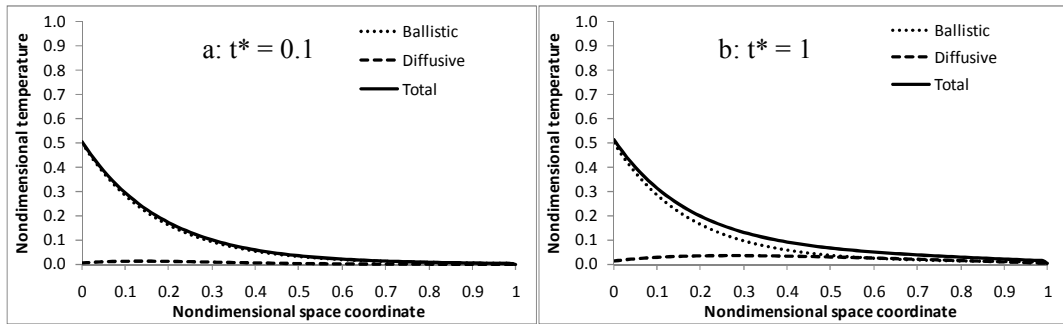 a: t* = 0.1
Ballistic
Diffusive
Total
Nondimensional temperature
1.0
0.9
0.8
0.7
0.6
0.5
0.4
0.3
0.2
0.1
0.0
0 0.1 0.2 0.3 0.4 0.5 0.6 0.7 0.8 0.9 1
Nondimensional space coordinate
b: t* = 1
Ballistic
Diffusive
Total
Nondimensional temperature
1.0
0.9
0.8
0.7
0.6
0.5
0.4
0.3
0.2
0.1
0.0
0 0.1 0.2 0.3 0.4 0.5 0.6 0.7 0.8 0.9 1
Nondimensional space coordinate